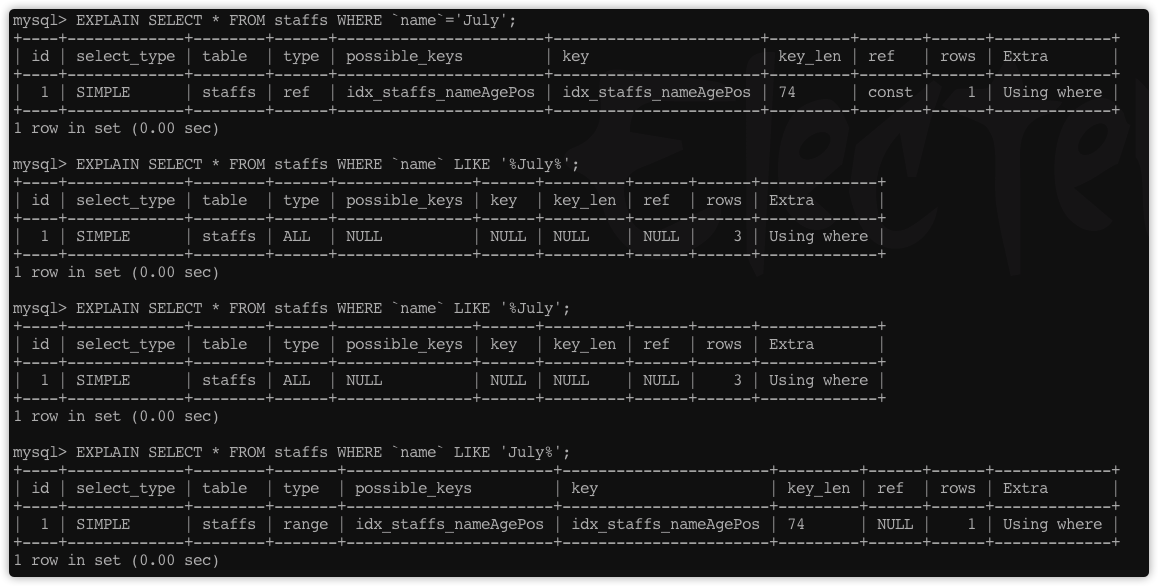 mysql> EXPLAIN SELECT * FROM staffs WHERE `name`='July';
+----+-------------+--------+------+-----------------------+-----------------------+---------+-------+------+-------------+
| id | select_type | table  | type | possible_keys         | key                   | key_len | ref   | rows | Extra       |
+----+-------------+--------+------+-----------------------+-----------------------+---------+-------+------+-------------+
|  1 | SIMPLE      | staffs | ref  | idx_staffs_nameAgePos | idx_staffs_nameAgePos | 74      | const |    1 | Using where |
+----+-------------+--------+------+-----------------------+-----------------------+---------+-------+------+-------------+
1 row in set (0.00 sec)
mysql> EXPLAIN SELECT * FROM staffs WHERE `name` LIKE '%July%';
+----+-------------+--------+------+---------------+------+---------+------+------+-------------+
| id | select_type | table  | type | possible_keys | key  | key_len | ref  | rows | Extra       |
+----+-------------+--------+------+---------------+------+---------+------+------+-------------+
|  1 | SIMPLE      | staffs | ALL  | NULL          | NULL | NULL    | NULL |    3 | Using where |
+----+-------------+--------+------+---------------+------+---------+------+------+-------------+
1 row in set (0.00 sec)
mysql> EXPLAIN SELECT * FROM staffs WHERE `name` LIKE '%July';
+----+-------------+--------+------+---------------+------+---------+------+------+-------------+
| id | select_type | table  | type | possible_keys | key  | key_len | ref  | rows | Extra       |
+----+-------------+--------+------+---------------+------+---------+------+------+-------------+
|  1 | SIMPLE      | staffs | ALL  | NULL          | NULL | NULL    | NULL |    3 | Using where |
+----+-------------+--------+------+---------------+------+---------+------+------+-------------+
1 row in set (0.00 sec)
mysql> EXPLAIN SELECT * FROM staffs WHERE `name` LIKE 'July%';
+----+-------------+--------+-------+-----------------------+-----------------------+---------+------+------+-------------+
| id | select_type | table  | type  | possible_keys         | key                   | key_len | ref  | rows | Extra       |
+----+-------------+--------+-------+-----------------------+-----------------------+---------+------+------+-------------+
|  1 | SIMPLE      | staffs | range | idx_staffs_nameAgePos | idx_staffs_nameAgePos | 74      | NULL |    1 | Using where |
+----+-------------+--------+-------+-----------------------+-----------------------+---------+------+------+-------------+
1 row in set (0.00 sec)